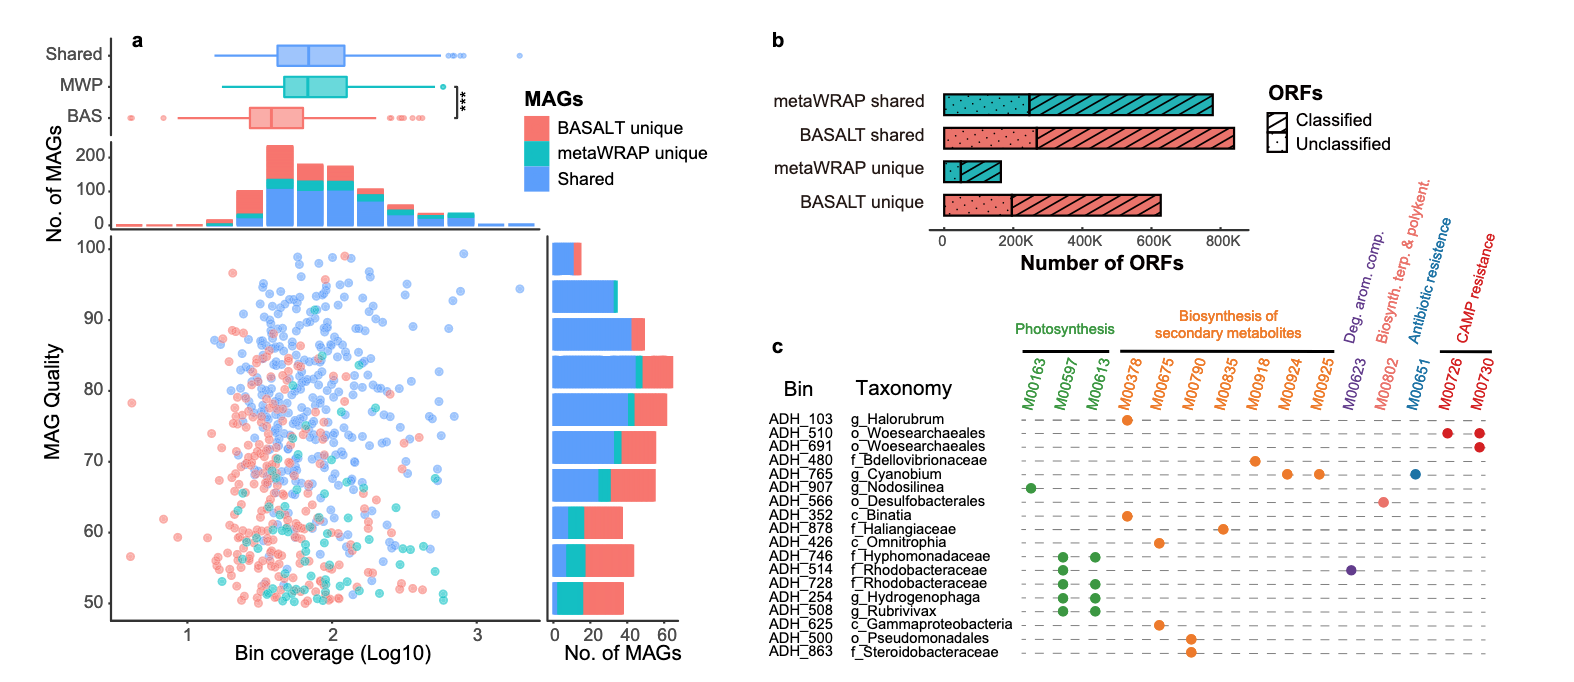 a
Shared
MWP
BAS
***
MAGs
BASALT unique
metaWRAP unique
Shared
No. of MAGs
200
100
0
MAG Quality
100
90
80
70
60
50
1
2
3
Bin coverage (Log10)
0
20
40
60
No. of MAGs
b
metaWRAP shared
BASALT shared
metaWRAP unique
BASALT unique
0
200K
400K
600K
800K
Number of ORFs
ORFs
Classified
Unclassified
c
Photosynthesis
Biosynthesis of
secondary metabolites
Deg. arom. comp.
Biosynth. terp. & polykent.
Antibiotic resistence
CAMP resistance
Bin
Taxonomy
M00163
M00597
M00613
M00378
M00675
M00790
M00835
M00918
M00924
M00925
M00623
M00802
M00651
M00726
M00730
ADH_103 g_Halorubrum
ADH_510 o_Woesearchaeales
ADH_691 o_Woesearchaeales
ADH_480 f_Bdellovibrionaceae
ADH_765 g_Cyanobium
ADH_907 g_Nodosilinea
ADH_566 o_Desulfobacterales
ADH_352 c_Binatia
ADH_878 f_Haliangiaceae
ADH_426 c_Omnitrophia
ADH_746 f_Hyphomonadaceae
ADH_514 f_Rhodobacteraceae
ADH_728 f_Rhodobacteraceae
ADH_254 g_Hydrogenophaga
ADH_508 g_Rubrivivax
ADH_625 c_Gammaproteobacteria
ADH_500 o_Pseudomonadales
ADH_863 f_Steroidobacteraceae